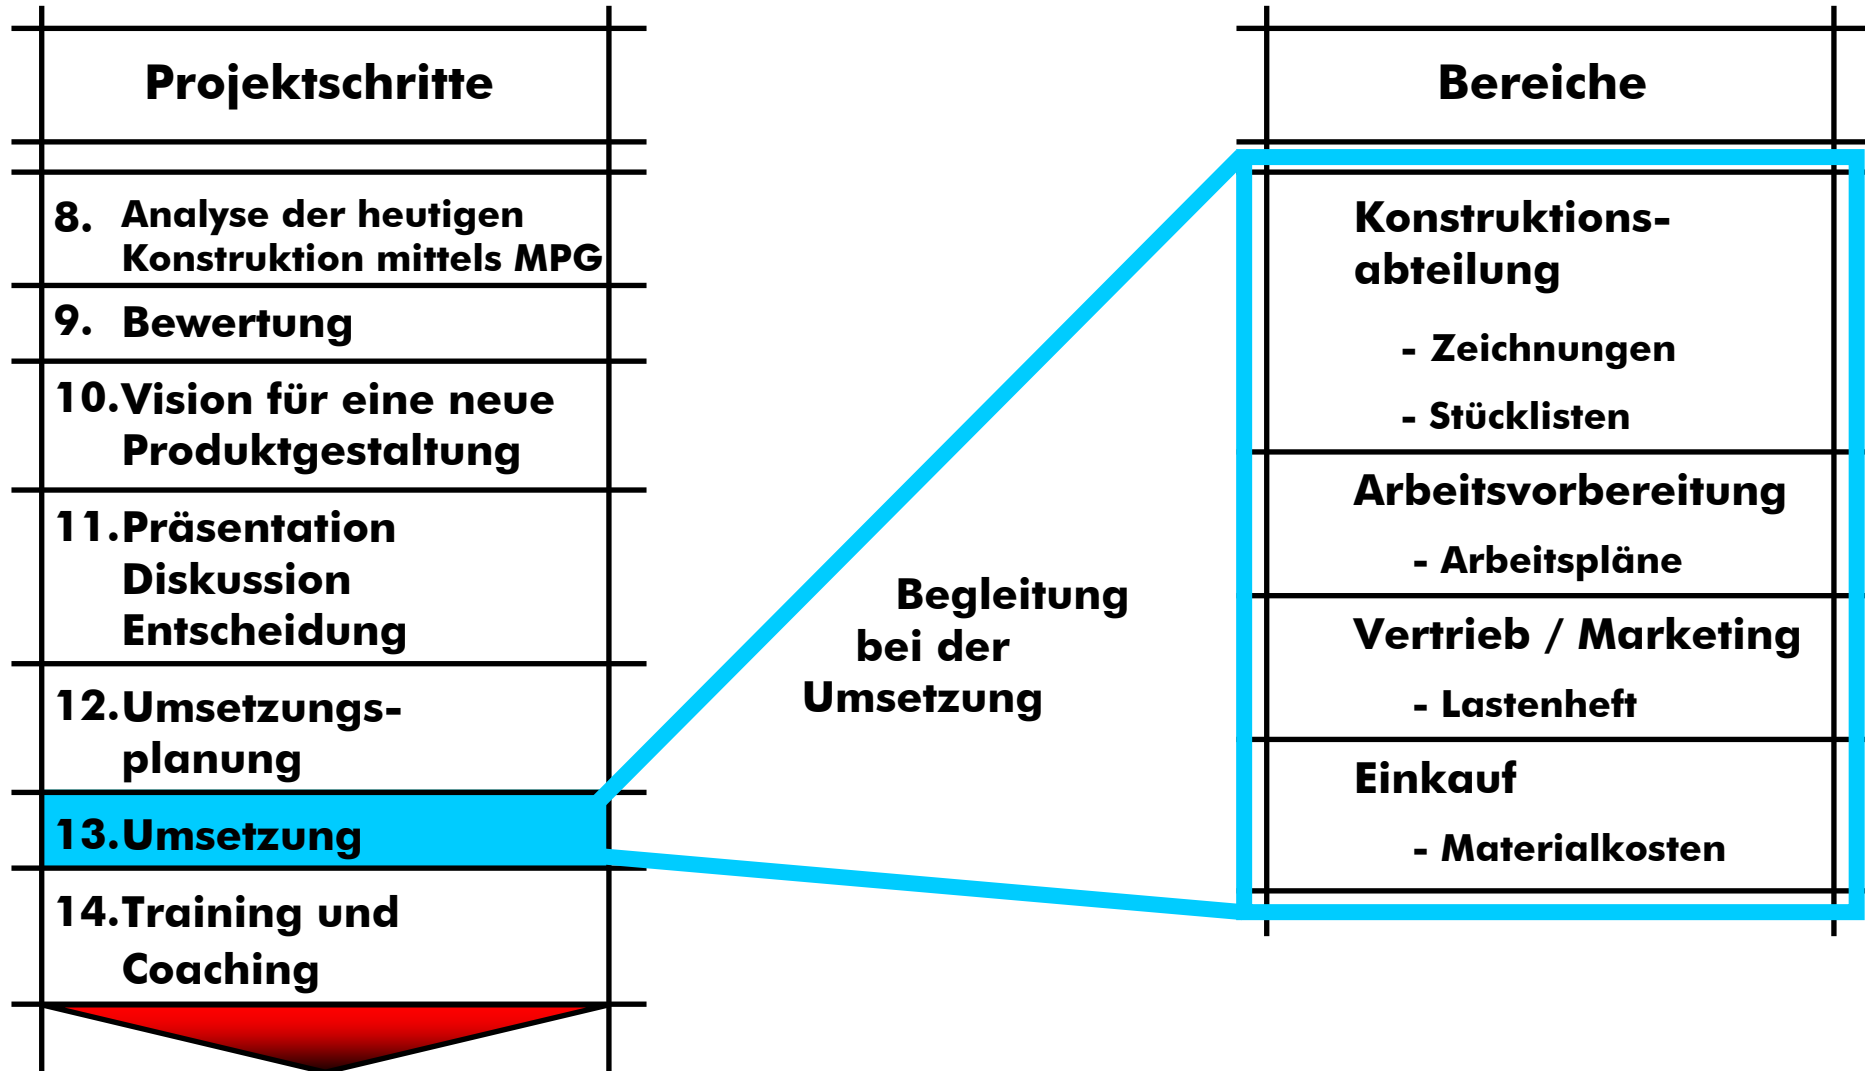 Projektschritte
8. Analyse der heutigen
Konstruktion mittels MPG
9. Bewertung
10. Vision für eine neue
Produktgestaltung
11. Präsentation
Diskussion
Entscheidung
12. Umsetzungs-
planung
13. Umsetzung
14. Training und
Coaching
Begleitung
bei der
Umsetzung
Bereiche
Konstruktions-
abteilung
- Zeichnungen
- Stücklisten
Arbeitsvorbereitung
- Arbeitspläne
Vertrieb / Marketing
- Lastenheft
Einkauf
- Materialkosten